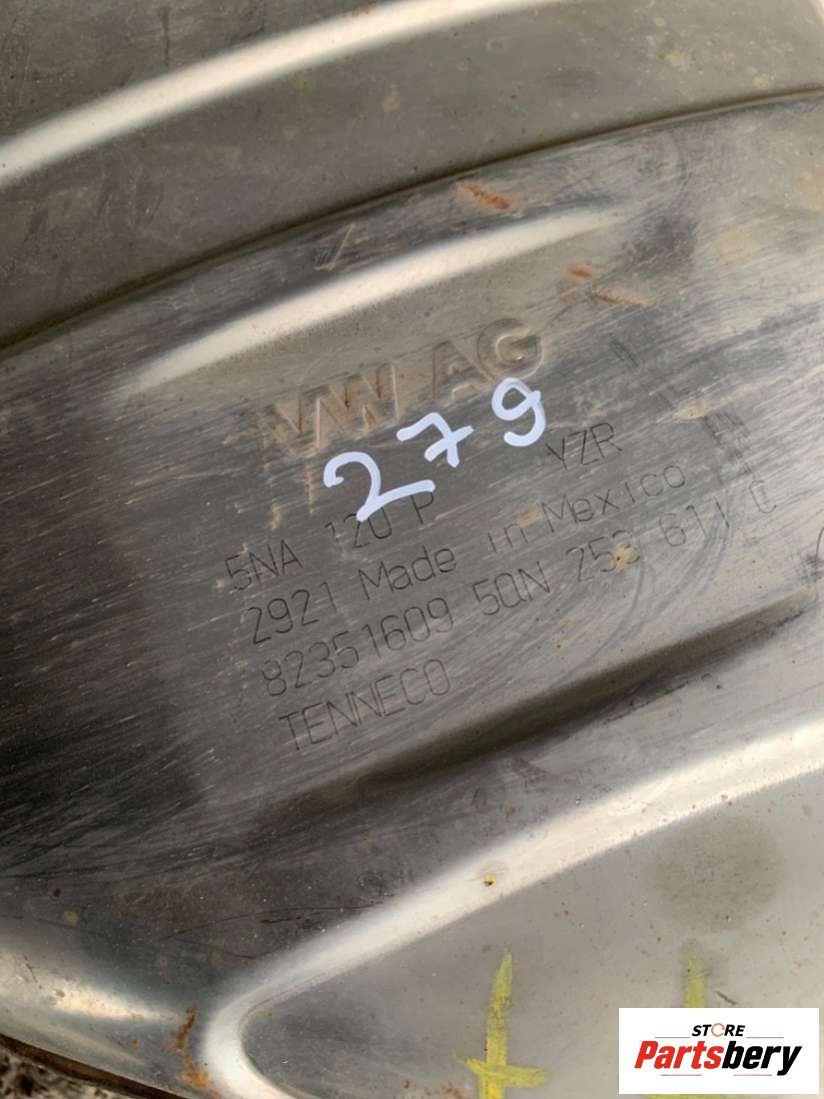 VW AG
279
5NA 120 P YZR
2921 Made in Mexico
82351609 5QN 253 611 C
TENNECO
STORE
Partsbery